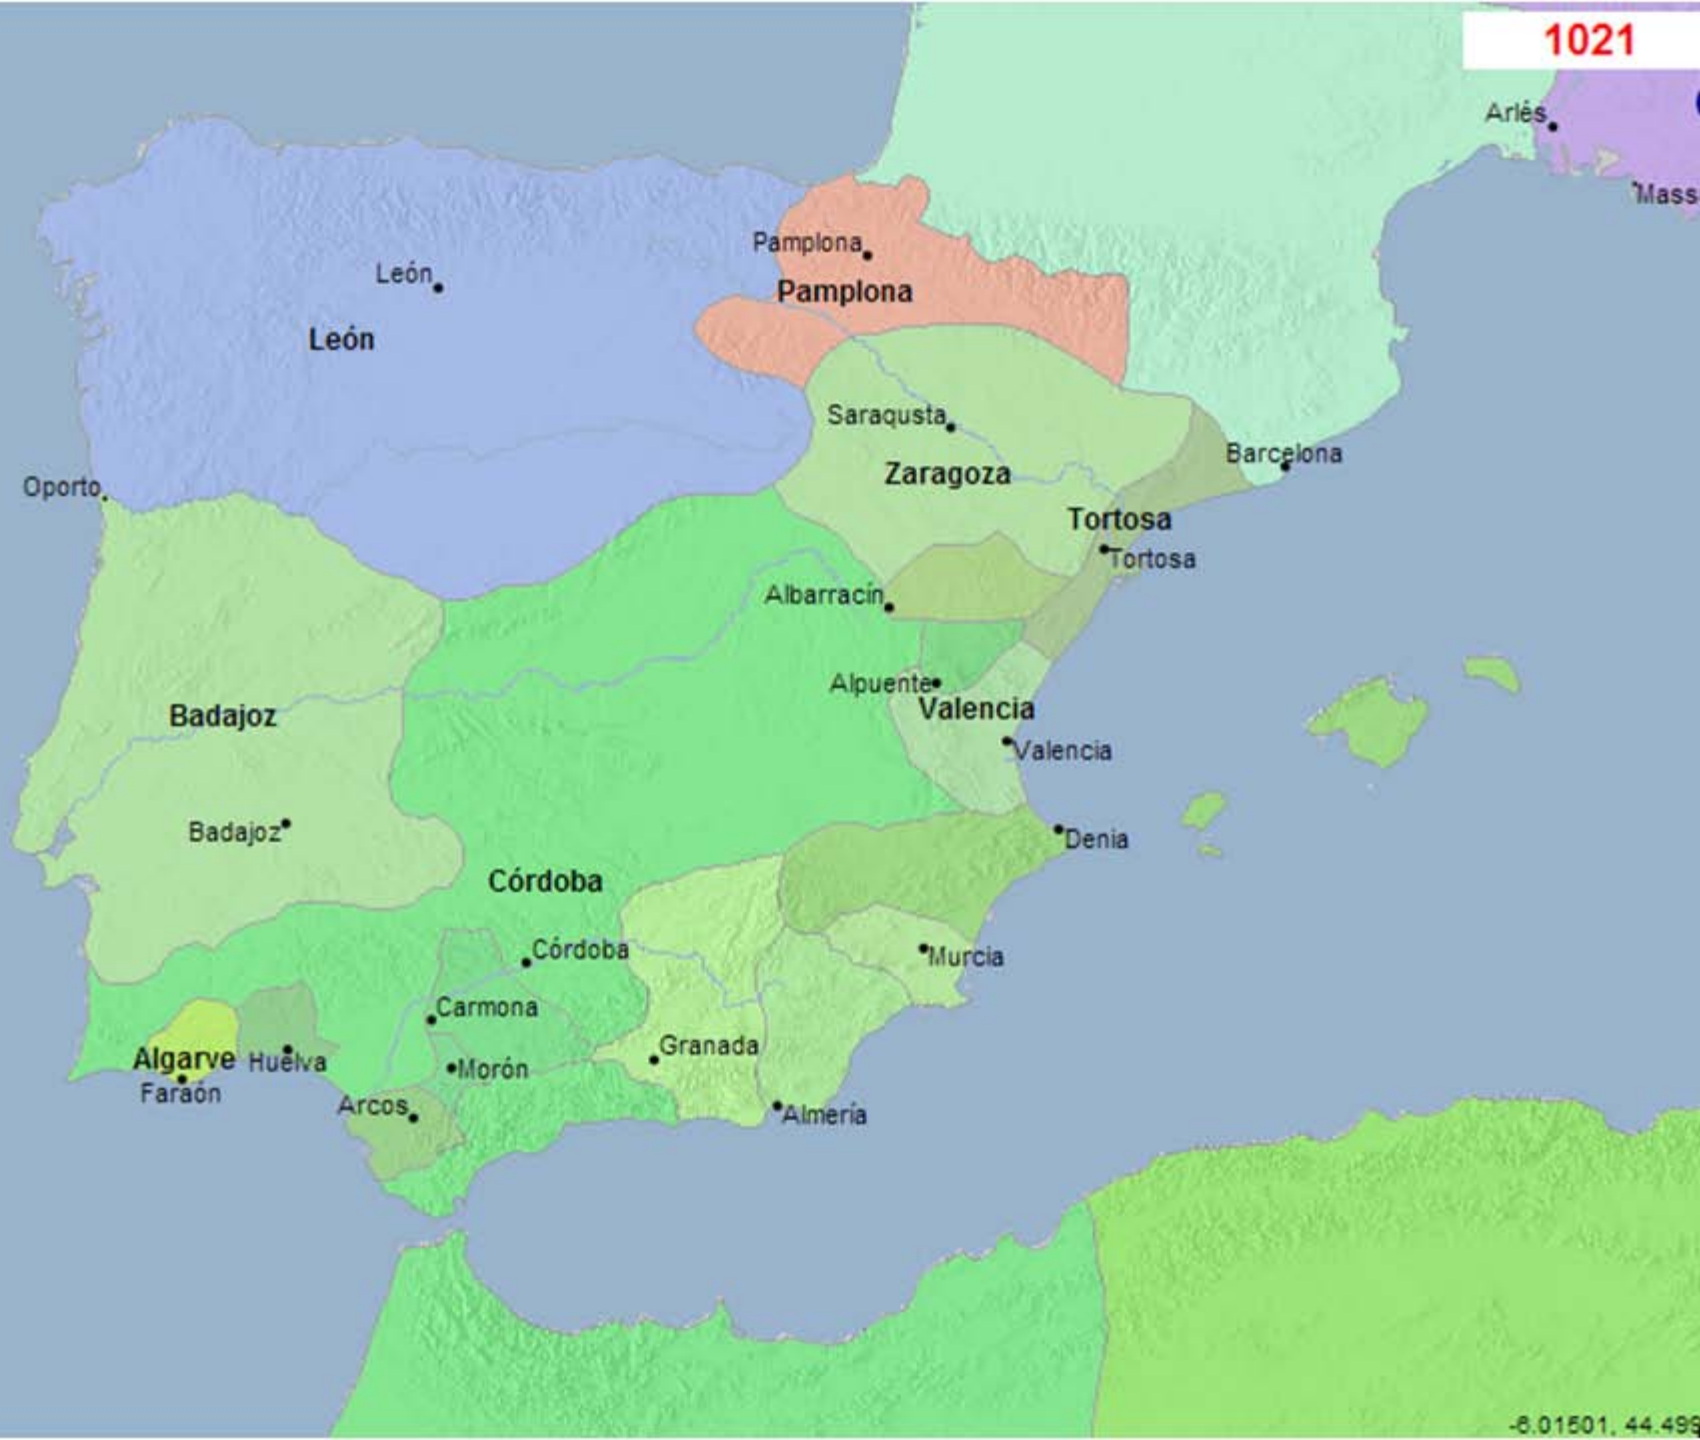 1021
Arlés
Mass
Pamplona
León
Pamplona
León
Saraqusta
Barcelona
Zaragoza
Oporto
Tortosa
Tortosa
Albarracín
Alpuente
Valencia
Badajoz
Valencia
Badajoz
Denia
Córdoba
Córdoba
Murcia
Carmona
Granada
Algarve
Huelva
Morón
Faraón
Arcos
Almería
-6.01501, 44.499